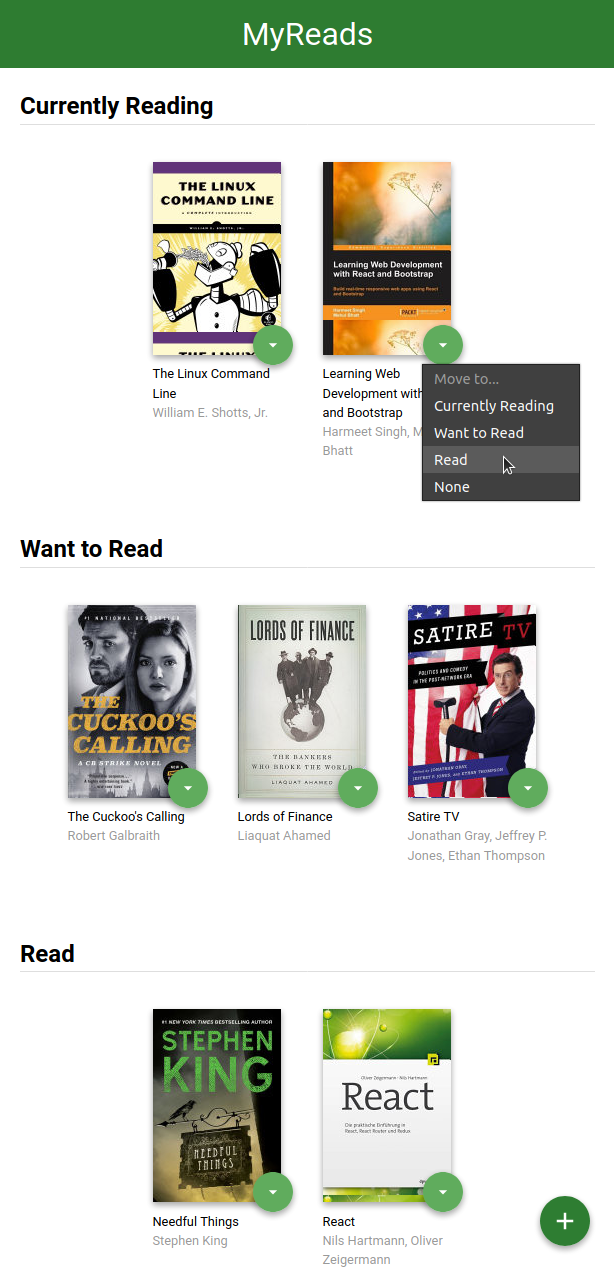 MyReads
Currently Reading
THE LINUX
COMMAND LINE
A COMPLETE INTRODUCTION
WILLIAM E. SHOTTS, JR.
THE LINUX
Learning Web Development
with React and Bootstrap
Build real-time responsive web apps using React
and Bootstrap
Harmeet Singh
Mehul Bhatt
PACKT
The Linux Command
Line
William E. Shotts, Jr.
Learning Web
Development with
and Bootstrap
Harmeet Singh, M
Bhatt
Move to...
Currently Reading
Want to Read
Read
None
Want to Read
#1 NATIONAL BESTSELLER
THE
CUCKOO'S
CALLING
A CB STRIKE NOVEL
LORDS OF FINANCE
THE BANKERS
WHO BROKE THE WORLD
LIAQUAT AHAMED
SATIRE TV
POLITICS AND COMEDY
IN THE POST-NETWORK ERA
Edited by JONATHAN GRAY,
JEFFREY P. JONES, and ETHAN THOMPSON
The Cuckoo's Calling
Robert Galbraith
Lords of Finance
Liaquat Ahamed
Satire TV
Jonathan Gray, Jeffrey P.
Jones, Ethan Thompson
Read
#1 NEW YORK TIMES BESTSELLING AUTHOR
STEPHEN
KING
NEEDFUL
THINGS
Oliver Zeigermann · Nils Hartmann
React
Die praktische Einführung in
React, React Router und Redux
Needful Things
Stephen King
React
Nils Hartmann, Oliver
Zeigermann